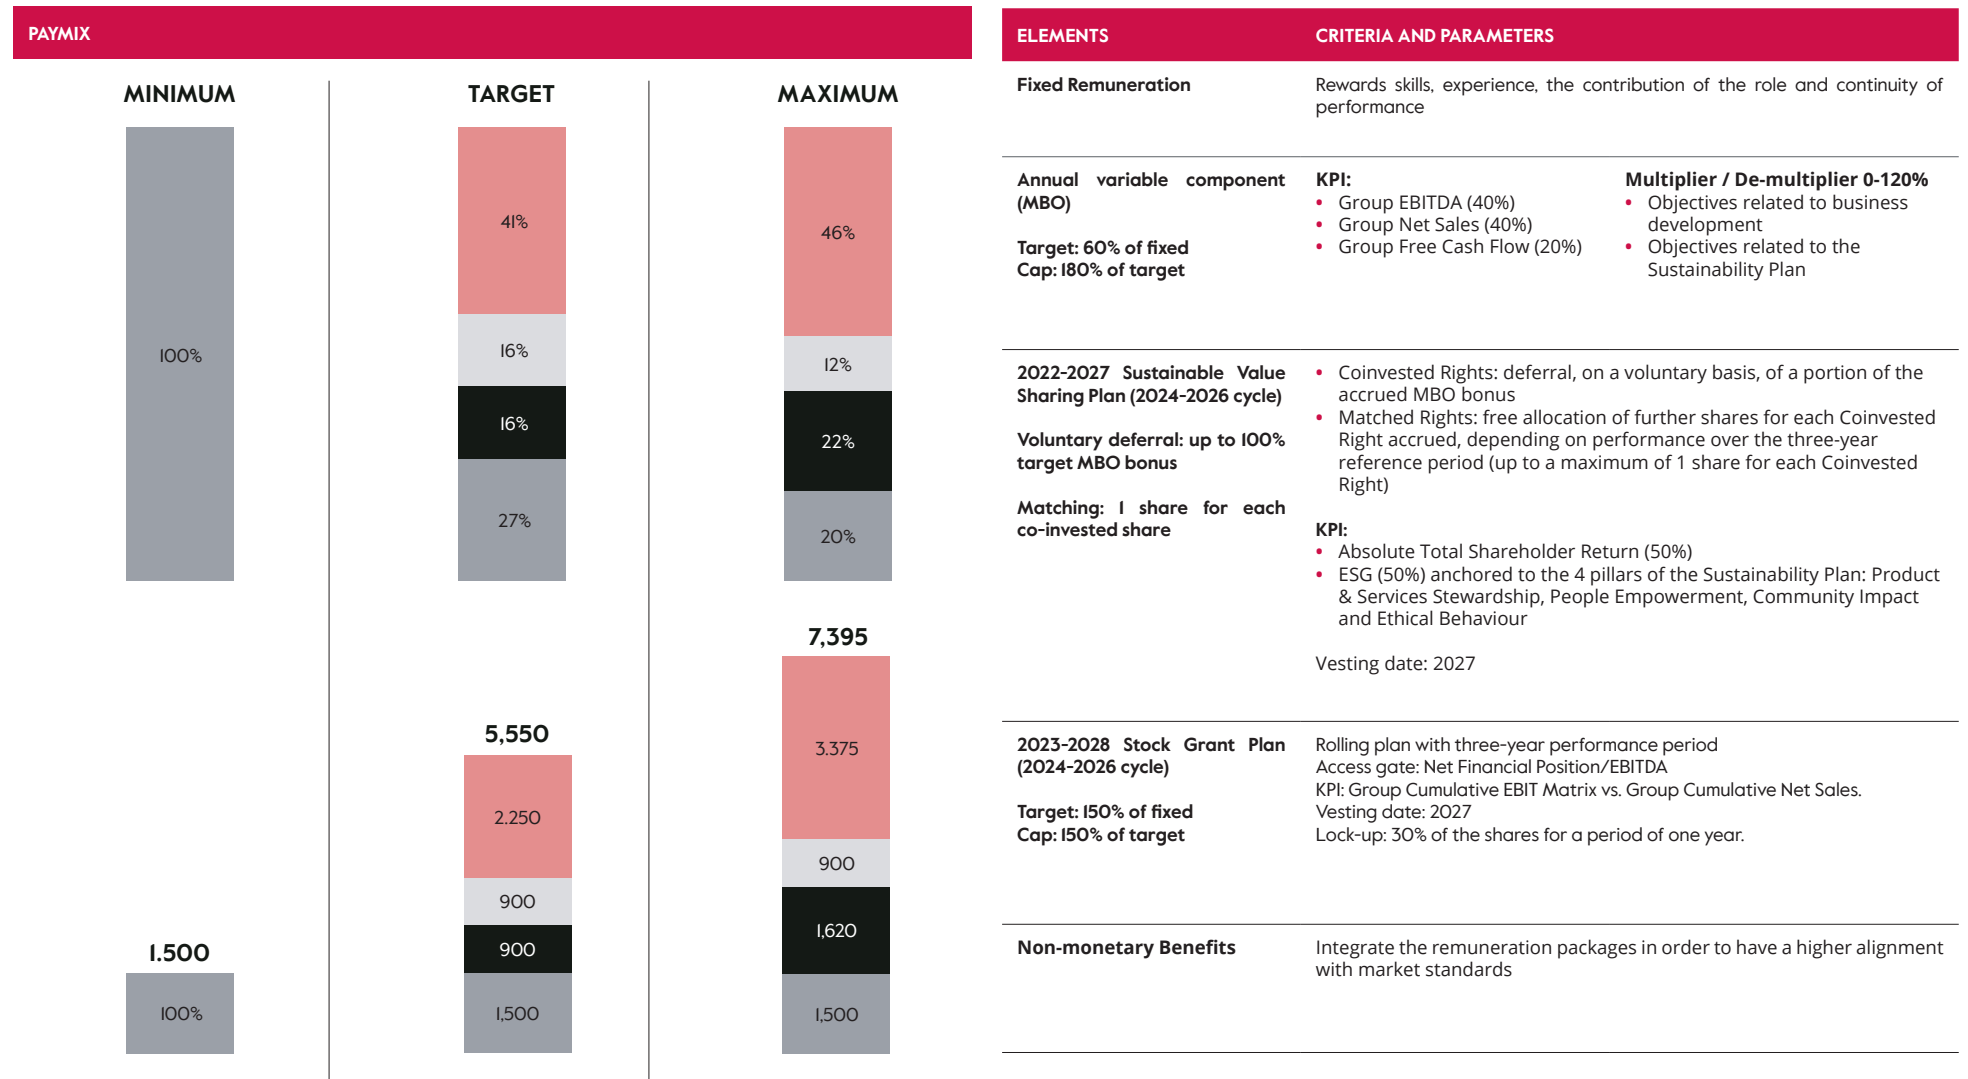 PAYMIX
MINIMUM
TARGET
MAXIMUM
100%
41%
16%
16%
27%
46%
12%
22%
20%
1.500
100%
5,550
2.250
900
900
1,500
7,395
3.375
900
1,620
1,500
ELEMENTS
CRITERIA AND PARAMETERS
Fixed Remuneration
Rewards skills, experience, the contribution of the role and continuity of
performance
Annual variable component
(MBO)
Target: 60% of fixed
Cap: 180% of target
KPI:
• Group EBITDA (40%)
• Group Net Sales (40%)
• Group Free Cash Flow (20%)
Multiplier / De-multiplier 0-120%
• Objectives related to business
development
• Objectives related to the
Sustainability Plan
2022-2027 Sustainable Value
Sharing Plan (2024-2026 cycle)
Voluntary deferral: up to 100%
target MBO bonus
Matching: 1 share for each
co-invested share
• Coinvested Rights: deferral, on a voluntary basis, of a portion of the
accrued MBO bonus
• Matched Rights: free allocation of further shares for each Coinvested
Right accrued, depending on performance over the three-year
reference period (up to a maximum of 1 share for each Coinvested
Right)
KPI:
• Absolute Total Shareholder Return (50%)
• ESG (50%) anchored to the 4 pillars of the Sustainability Plan: Product
& Services Stewardship, People Empowerment, Community Impact
and Ethical Behaviour
Vesting date: 2027
2023-2028 Stock Grant Plan
(2024-2026 cycle)
Target: 150% of fixed
Cap: 150% of target
Rolling plan with three-year performance period
Access gate: Net Financial Position/EBITDA
KPI: Group Cumulative EBIT Matrix vs. Group Cumulative Net Sales.
Vesting date: 2027
Lock-up: 30% of the shares for a period of one year.
Non-monetary Benefits
Integrate the remuneration packages in order to have a higher alignment
with market standards